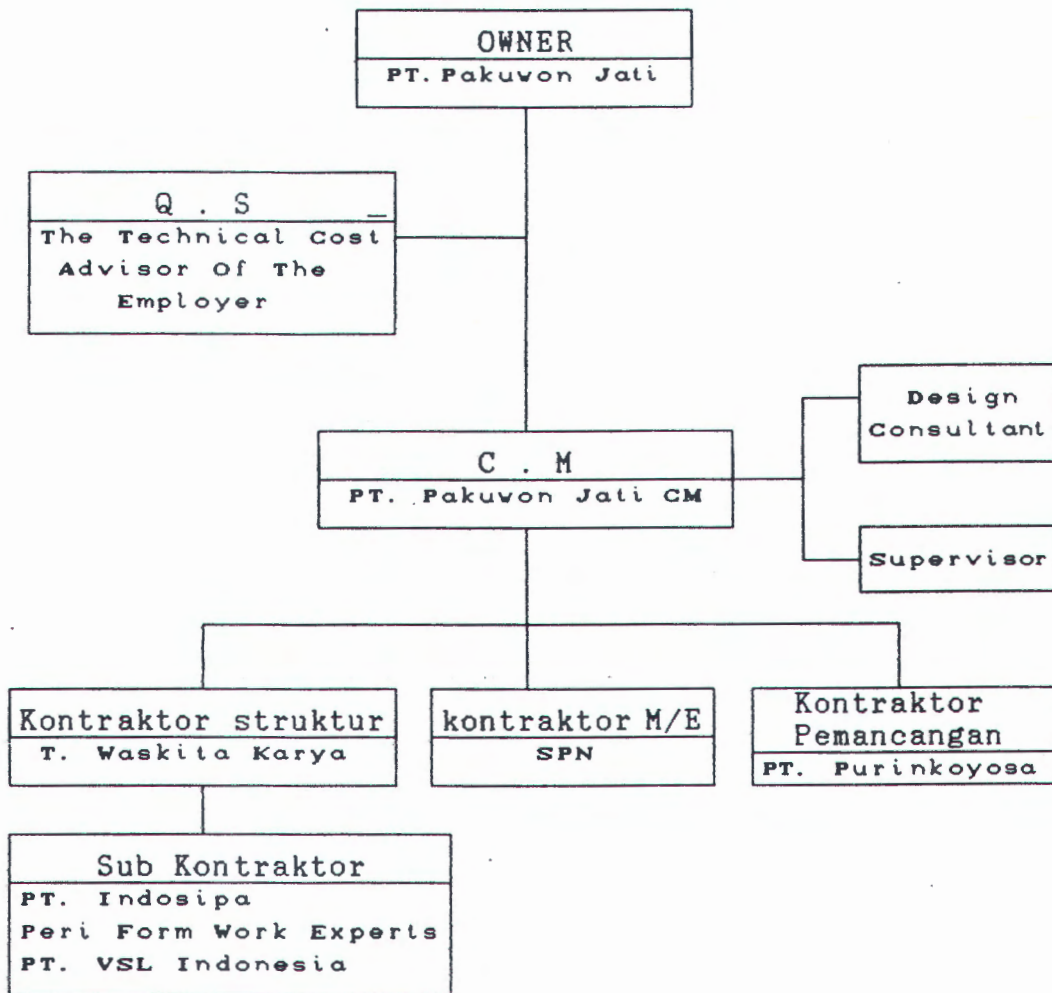 OWNER
PT. Pakuwon Jati
Q . S _
The Technical Cost
Advisor Of The
Employer
Design
Consultant
C . M
PT. Pakuwon Jati CM
Supervisor
Kontraktor struktur
T. Waskita Karya
kontraktor M/E
SPN
Kontraktor
Pemancangan
PT. Purinkoyosa
Sub Kontraktor
PT. Indosipa
Peri Form Work Experts
PT. VSL Indonesia